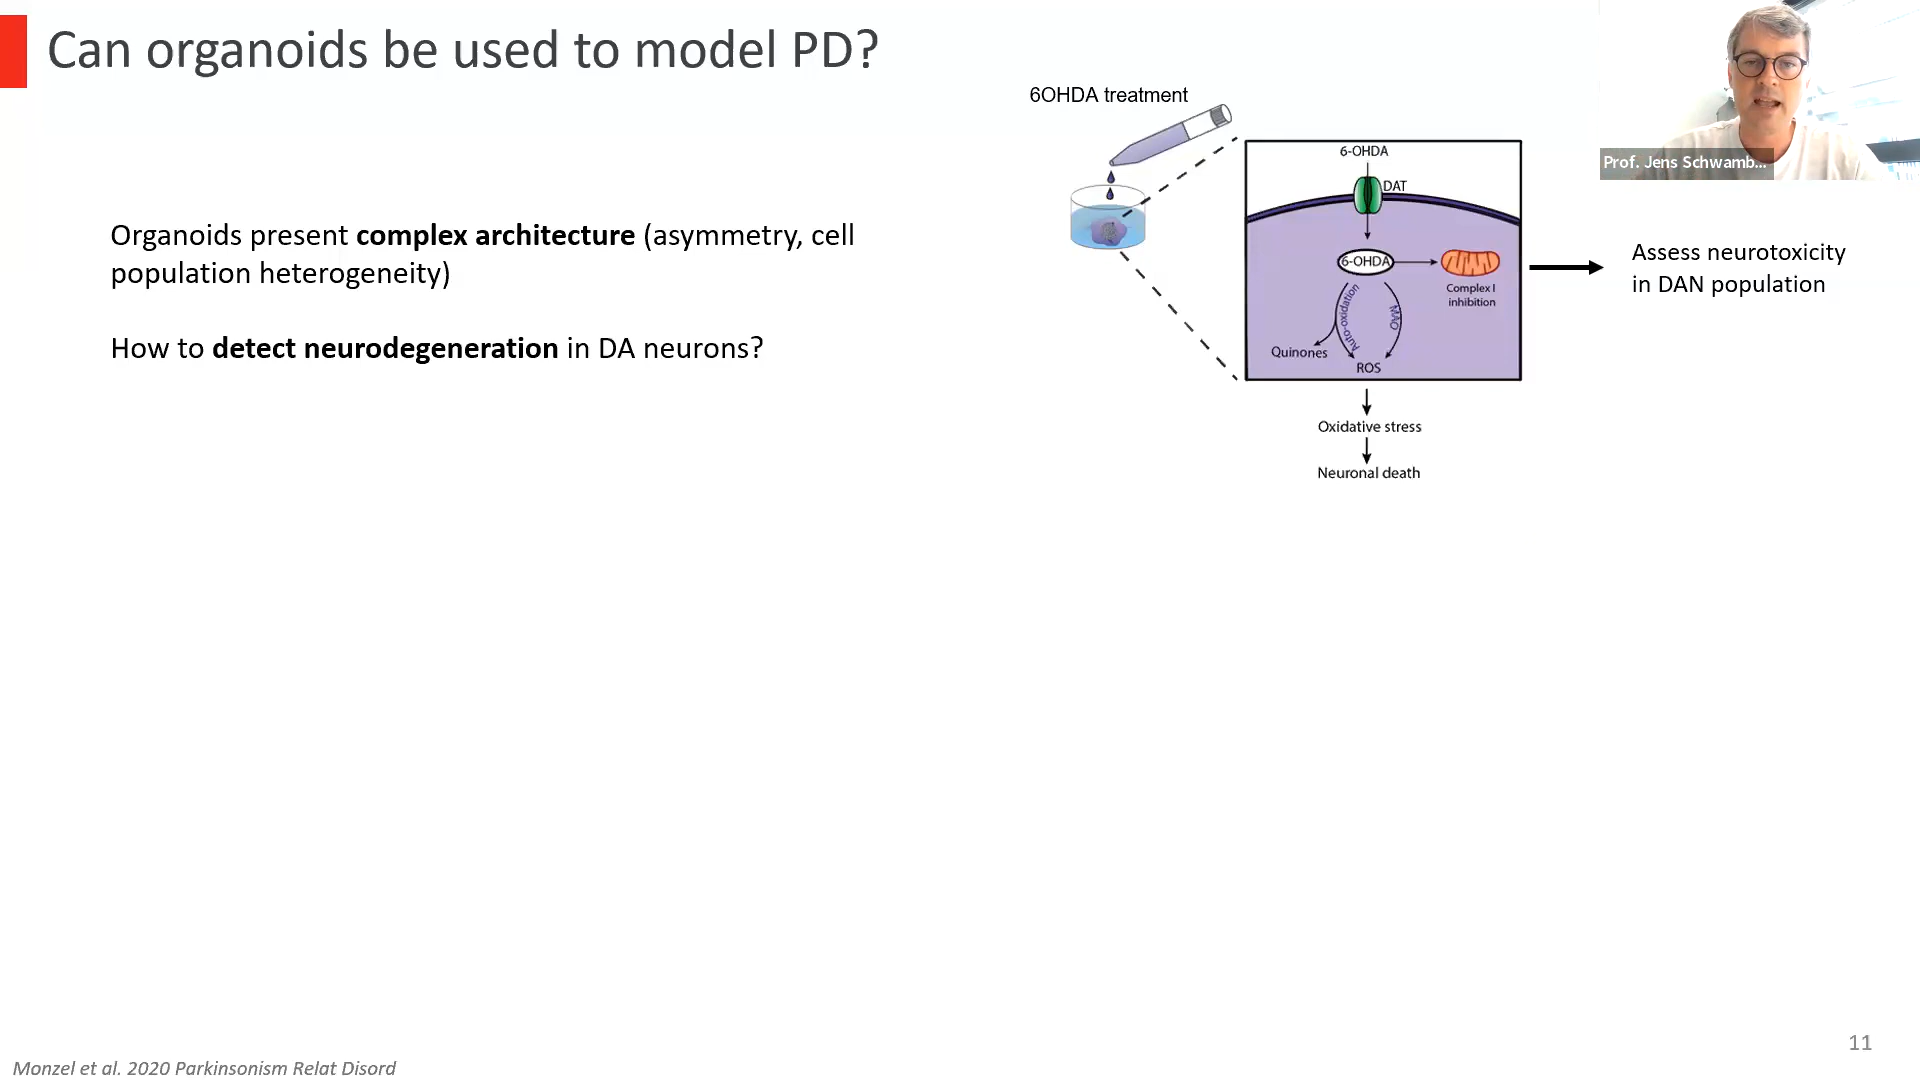 Can organoids be used to model PD?
Prof. Jens Schwamb...
6OHDA treatment
6-OHDA
DAT
6-OHDA
Complex I
inhibition
Auto-oxidation
MAO
Quinones
ROS
Oxidative stress
Neuronal death
Assess neurotoxicity
in DAN population
Organoids present complex architecture (asymmetry, cell
population heterogeneity)
How to detect neurodegeneration in DA neurons?
11
Monzel et al. 2020 Parkinsonism Relat Disord